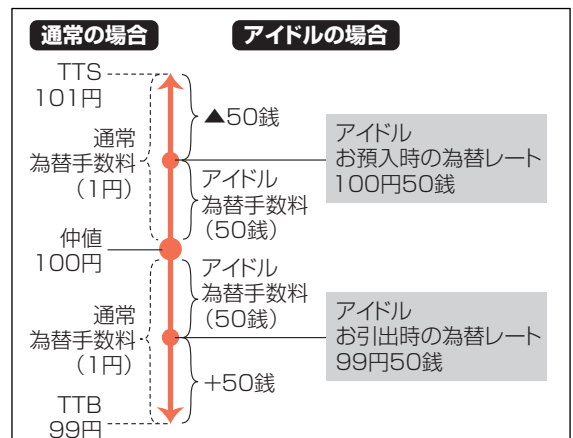 通常の場合
アイドルの場合
TTS
101円
▲50銭
通常
為替手数料
（1円）
アイドル
お預入時の為替レート
100円50銭
アイドル
為替手数料
（50銭）
仲値
100円
アイドル
為替手数料
（50銭）
通常
為替手数料
（1円）
アイドル
お引出時の為替レート
99円50銭
+50銭
TTB
99円